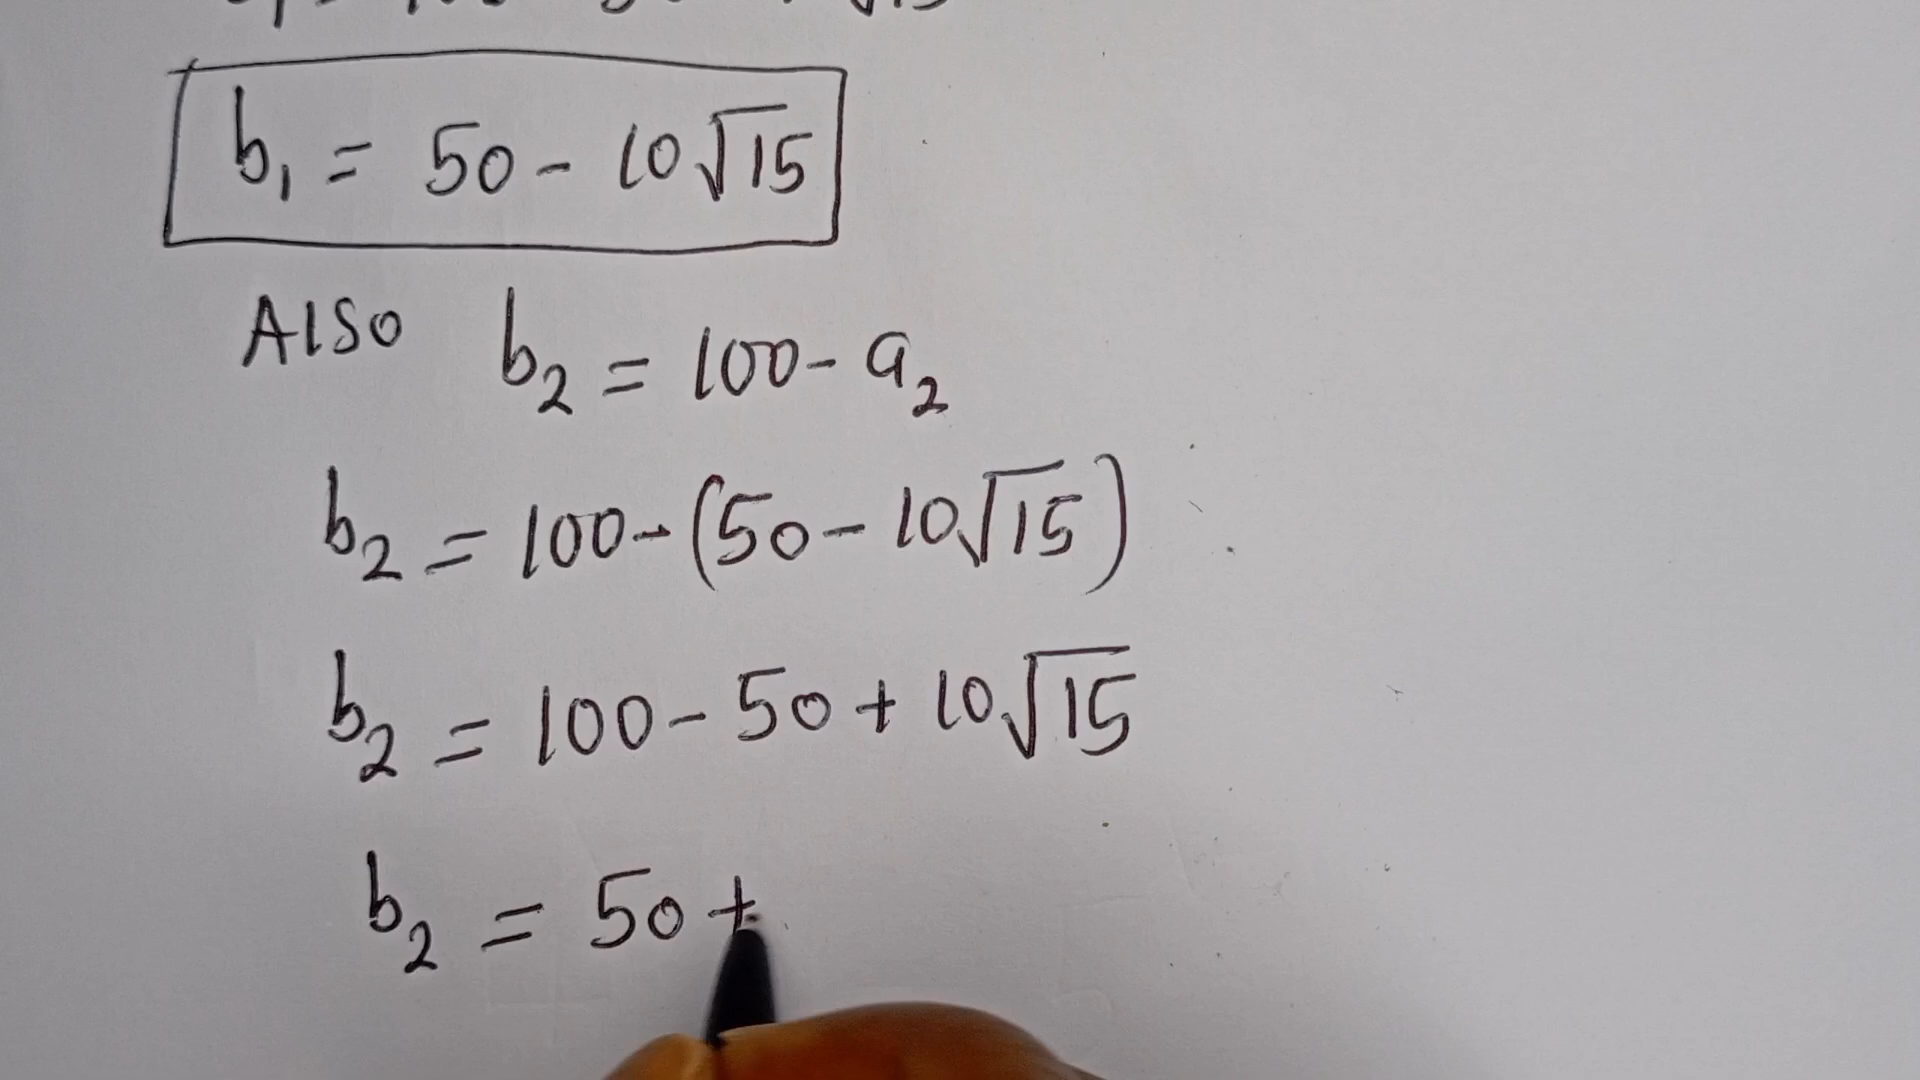 b₁ = 50 - 10√15
Also b₂ = 100 - a₂
b₂ = 100 - (50 - 10√15)
b₂ = 100 - 50 + 10√15
b₂ = 50 +